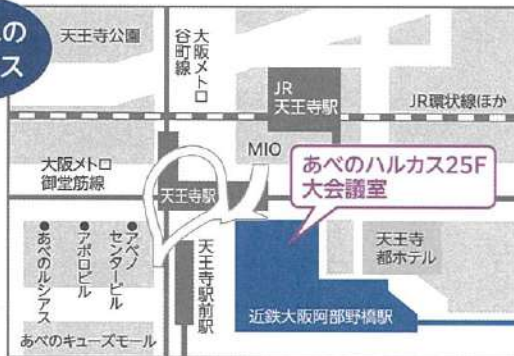 の
ス
天王寺公園
大阪メトロ
谷町線
JR
天王寺駅
JR環状線ほか
MIO
大阪メトロ
御堂筋線
天王寺駅
あべのハルカス25F
大会議室
●あべのルシアス
●アポロビル
●アベノ
センタービル
天王寺駅前駅
天王寺
都ホテル
近鉄大阪阿部野橋駅
あべのキューズモール